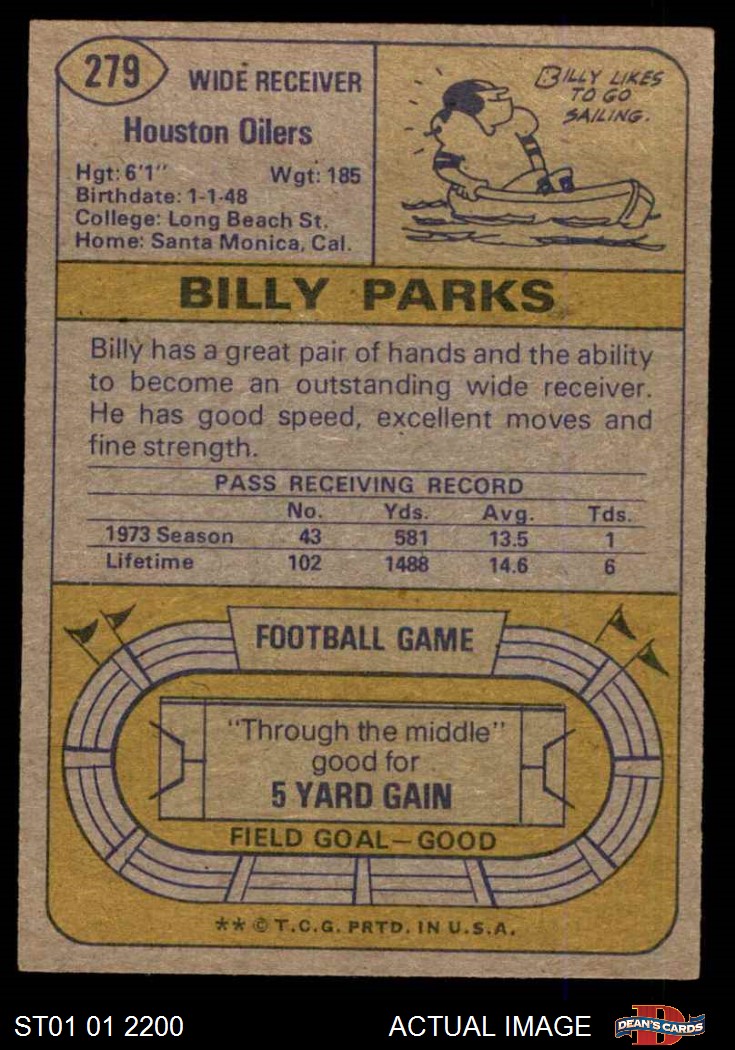 279
WIDE RECEIVER
Houston Oilers
Hgt: 6'1" Wgt: 185
Birthdate: 1-1-48
College: Long Beach St.
Home: Santa Monica, Cal.
BILLY LIKES
TO GO
SAILING.
BILLY PARKS
Billy has a great pair of hands and the ability
to become an outstanding wide receiver.
He has good speed, excellent moves and
fine strength.
PASS RECEIVING RECORD
No. Yds. Avg. Tds.
1973 Season 43 581 13.5 1
Lifetime 102 1488 14.6 6
FOOTBALL GAME
"Through the middle"
good for
5 YARD GAIN
FIELD GOAL—GOOD
** © T.C.G. PRTD. IN U.S.A.
ST01 01 2200
ACTUAL IMAGE
D
DEAN'S CARDS